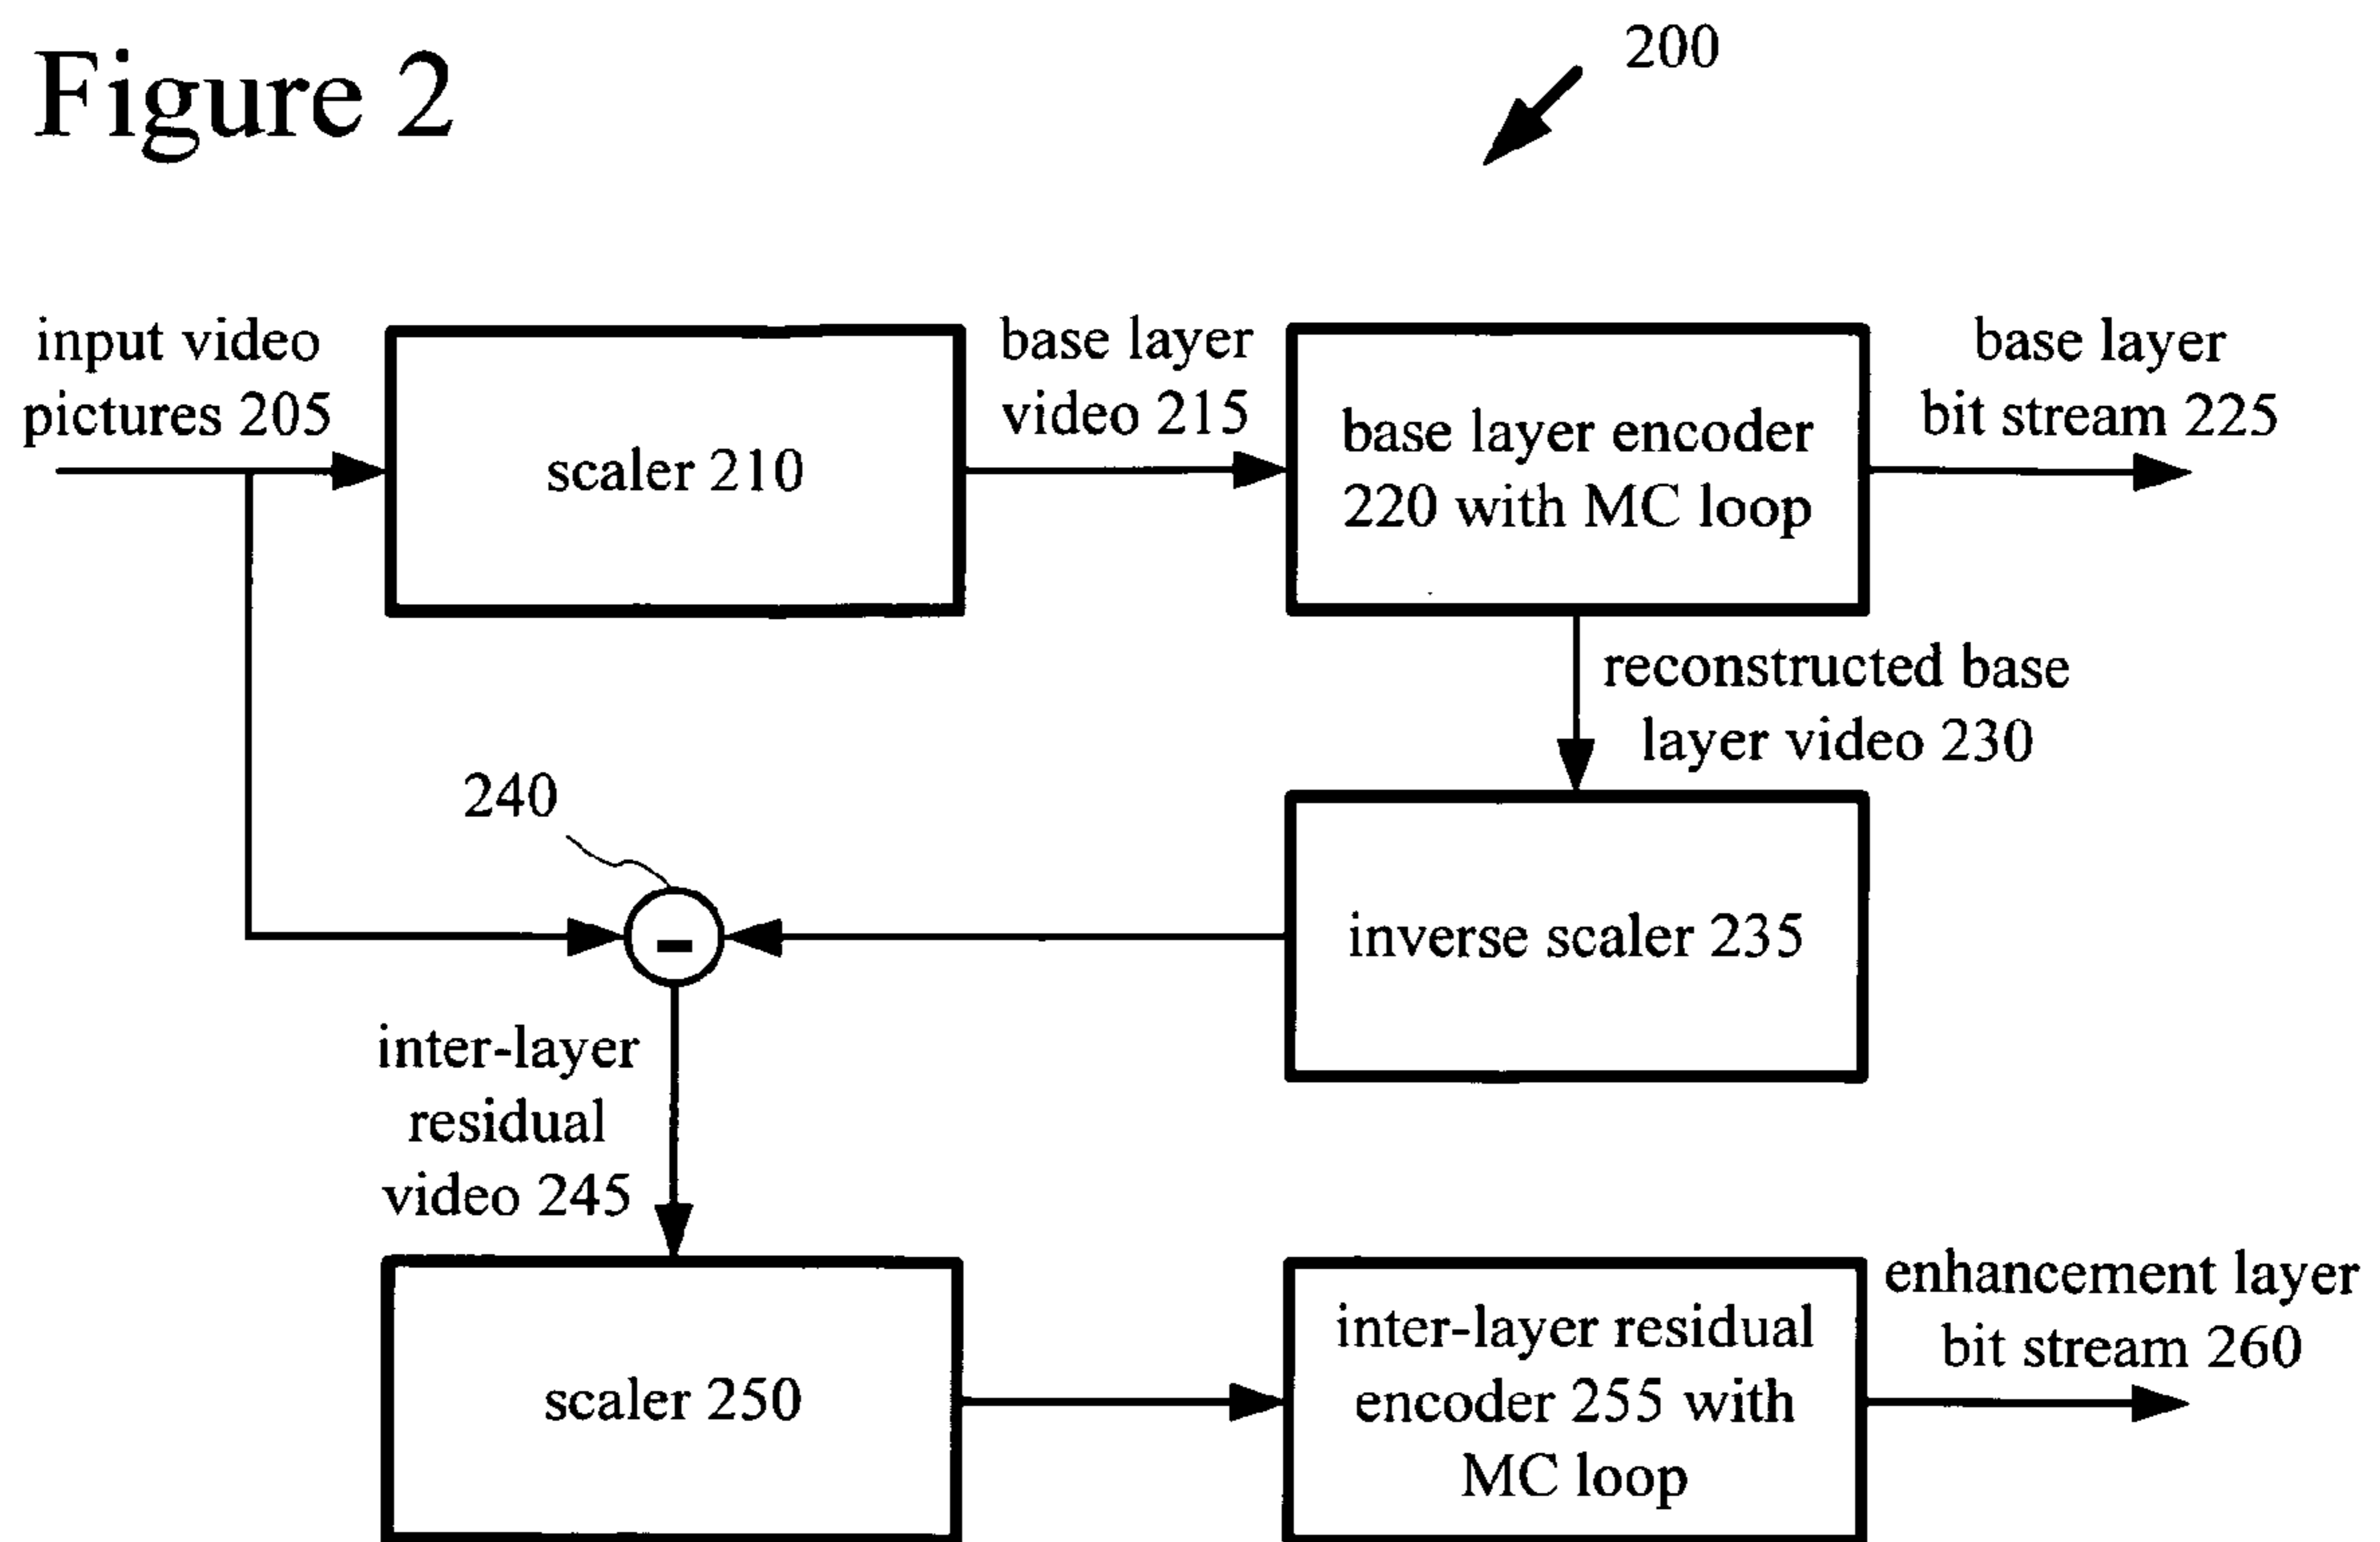 Figure 2
200
input video
pictures 205
scaler 210
base layer
video 215
base layer encoder
220 with MC loop
base layer
bit stream 225
reconstructed base
layer video 230
240
-
inverse scaler 235
inter-layer
residual
video 245
scaler 250
inter-layer residual
encoder 255 with
MC loop
enhancement layer
bit stream 260